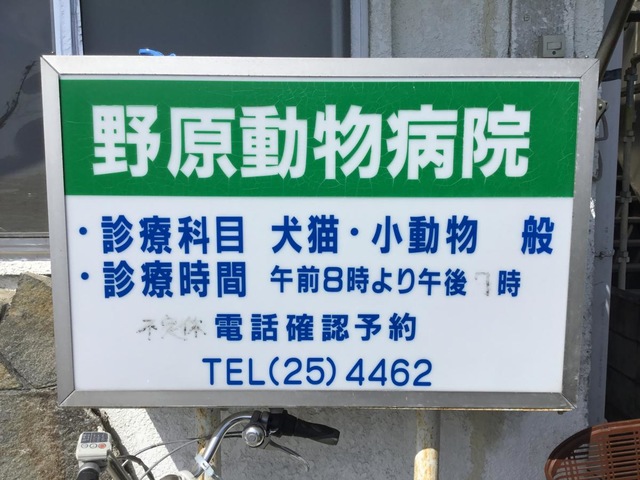 野原動物病院
・診療科目 犬猫・小動物 般
・診療時間 午前8時より午後7時
不定休 電話確認予約
TEL(25)4462